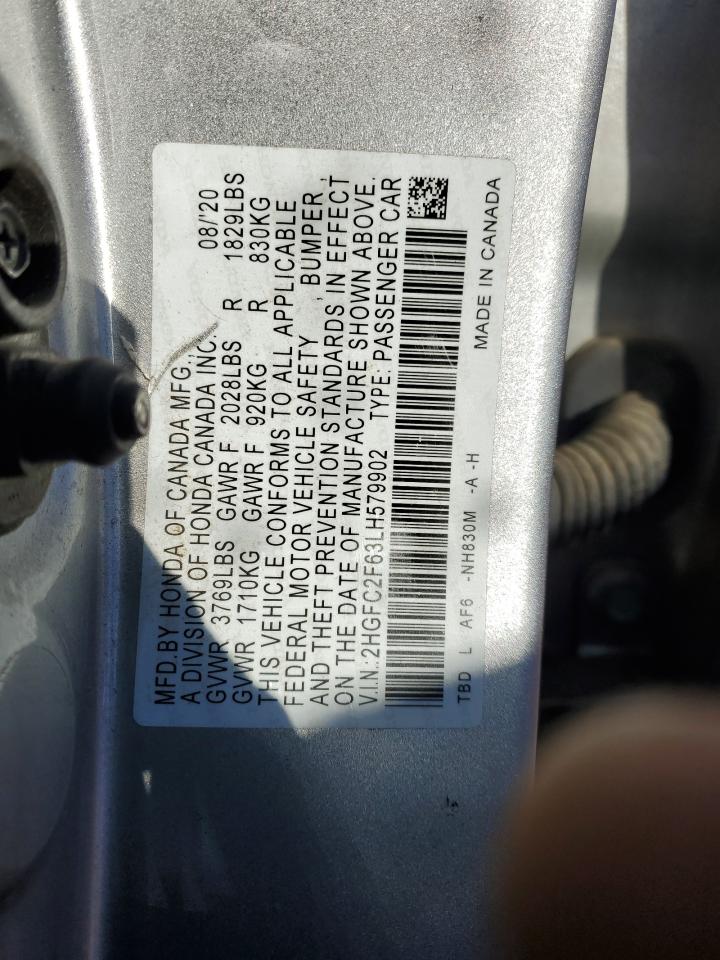 MFD.BY HONDA OF CANADA MFG., 08/'20
A DIVISION OF HONDA CANADA INC.
GVWR 3769LBS GAWR F 2028LBS R 1829LBS
GVWR 1710KG GAWR F 920KG R 830KG
THIS VEHICLE CONFORMS TO ALL APPLICABLE
FEDERAL MOTOR VEHICLE SAFETY, BUMPER,
AND THEFT PREVENTION STANDARDS IN EFFECT
ON THE DATE OF MANUFACTURE SHOWN ABOVE.
V.I.N.:2HGFC2F63LH579902 TYPE: PASSENGER CAR
TBD L AF6 -NH830M -A -H
MADE IN CANADA